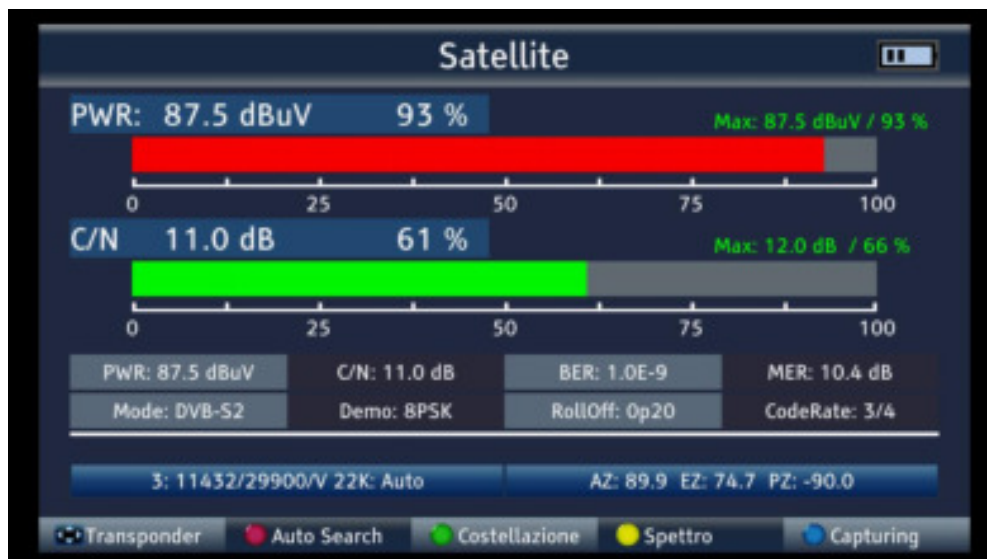 Satellite
PWR: 87.5 dBuV 93 %
Max: 87.5 dBuV / 93 %
0 25 50 75 100
C/N 11.0 dB 61 %
Max: 12.0 dB / 66 %
0 25 50 75 100
PWR: 87.5 dBuV C/N: 11.0 dB BER: 1.0E-9 MER: 10.4 dB
Mode: DVB-S2 Demo: 8PSK RollOff: 0p20 CodeRate: 3/4
3: 11432/29900/V 22K: Auto AZ: 89.9 EZ: 74.7 PZ: -90.0
Transponder Auto Search Costellazione Spettro Capturing